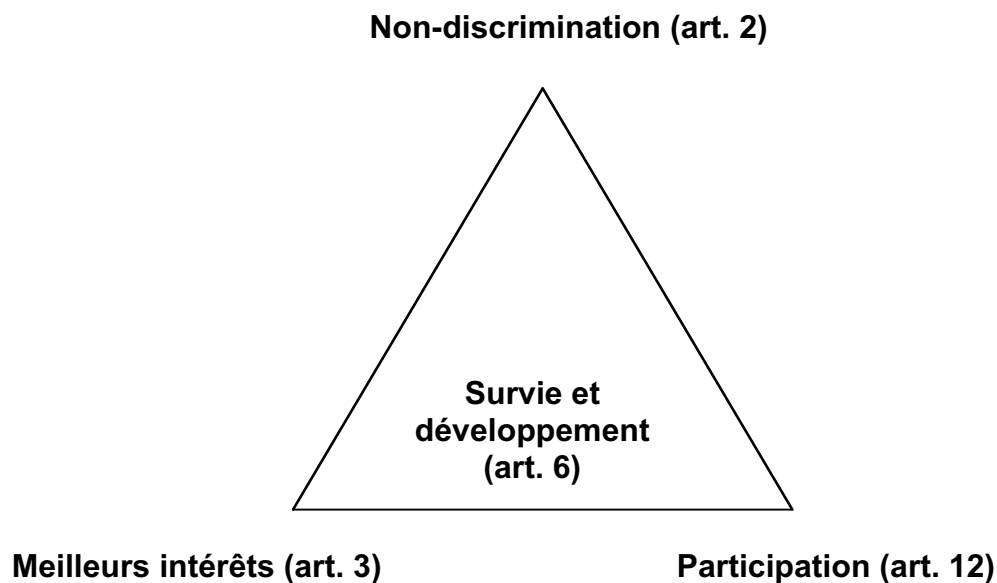 Non-discrimination (art. 2)
Survie et
développement
(art. 6)
Meilleurs intérêts (art. 3)
Participation (art. 12)